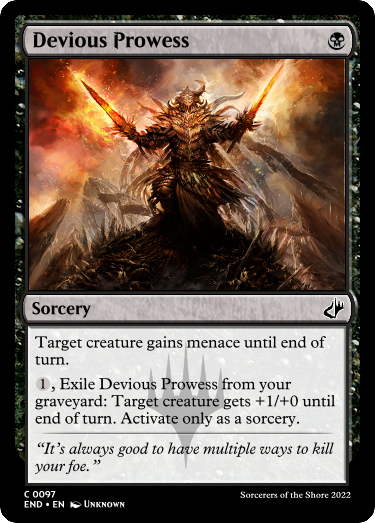 Devious Prowess
Sorcery
Target creature gains menace until end of
turn.
1, Exile Devious Prowess from your
graveyard: Target creature gets +1/+0 until
end of turn. Activate only as a sorcery.
“It's always good to have multiple ways to kill
your foe.”
C 0097
END • EN Unknown
Sorcerers of the Shore 2022